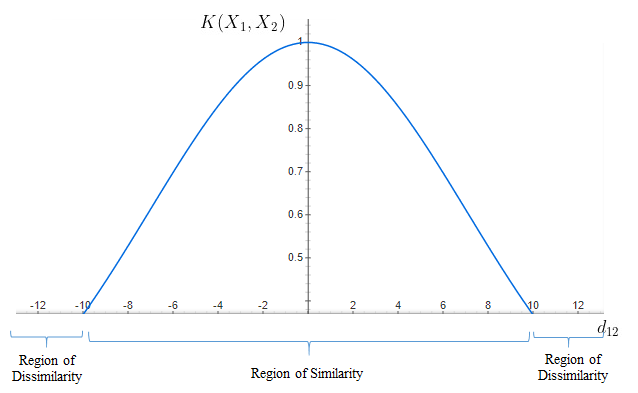 K(X₁, X₂)
1
0.9
0.8
0.7
0.6
0.5
-12 -10 -8 -6 -4 -2 2 4 6 8 10 12
d₁₂
Region of
Dissimilarity
Region of Similarity
Region of
Dissimilarity